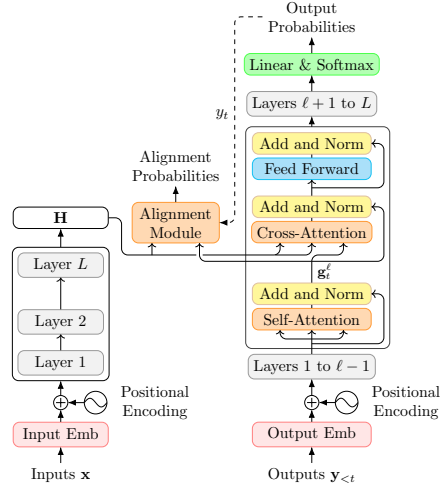 Output
Probabilities
Linear & Softmax
Layers ℓ + 1 to L
y_t
Add and Norm
Feed Forward
Alignment
Probabilities
Add and Norm
H
Alignment
Module
Cross-Attention
g_t^ℓ
Layer L
Add and Norm
Layer 2
Self-Attention
Layer 1
Layers 1 to ℓ − 1
Positional
Encoding
Positional
Encoding
Input Emb
Output Emb
Inputs x
Outputs y_{<t}